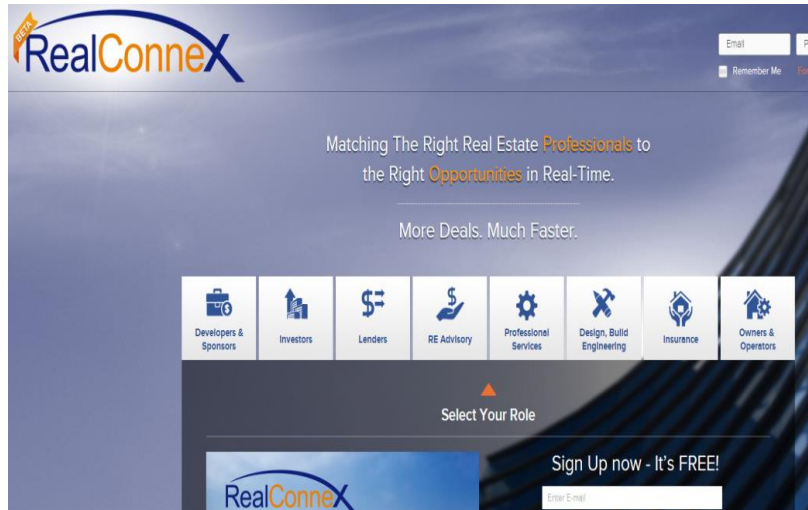 BETA
RealConneX
Email
P
Remember Me
For
Matching The Right Real Estate Professionals to
the Right Opportunities in Real-Time.
More Deals. Much Faster.
Developers &
Sponsors
Investors
Lenders
RE Advisory
Professional
Services
Design, Build
Engineering
Insurance
Owners &
Operators
Select Your Role
RealConneX
Sign Up now - It's FREE!
Enter E-mail